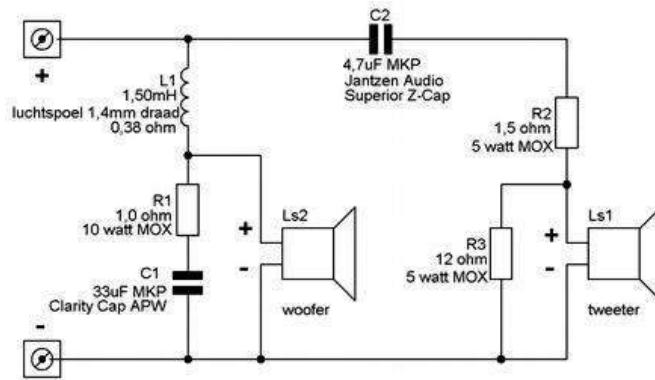 C2
4,7uF MKP
Jantzen Audio
Superior Z-Cap
+
L1
1,50mH
luchtspoel 1,4mm draad
0,38 ohm
R2
1,5 ohm
5 watt MOX
R1
1,0 ohm
10 watt MOX
+
-
Ls2
woofer
R3
12 ohm
5 watt MOX
+
-
Ls1
tweeter
C1
33uF MKP
Clarity Cap APW
-